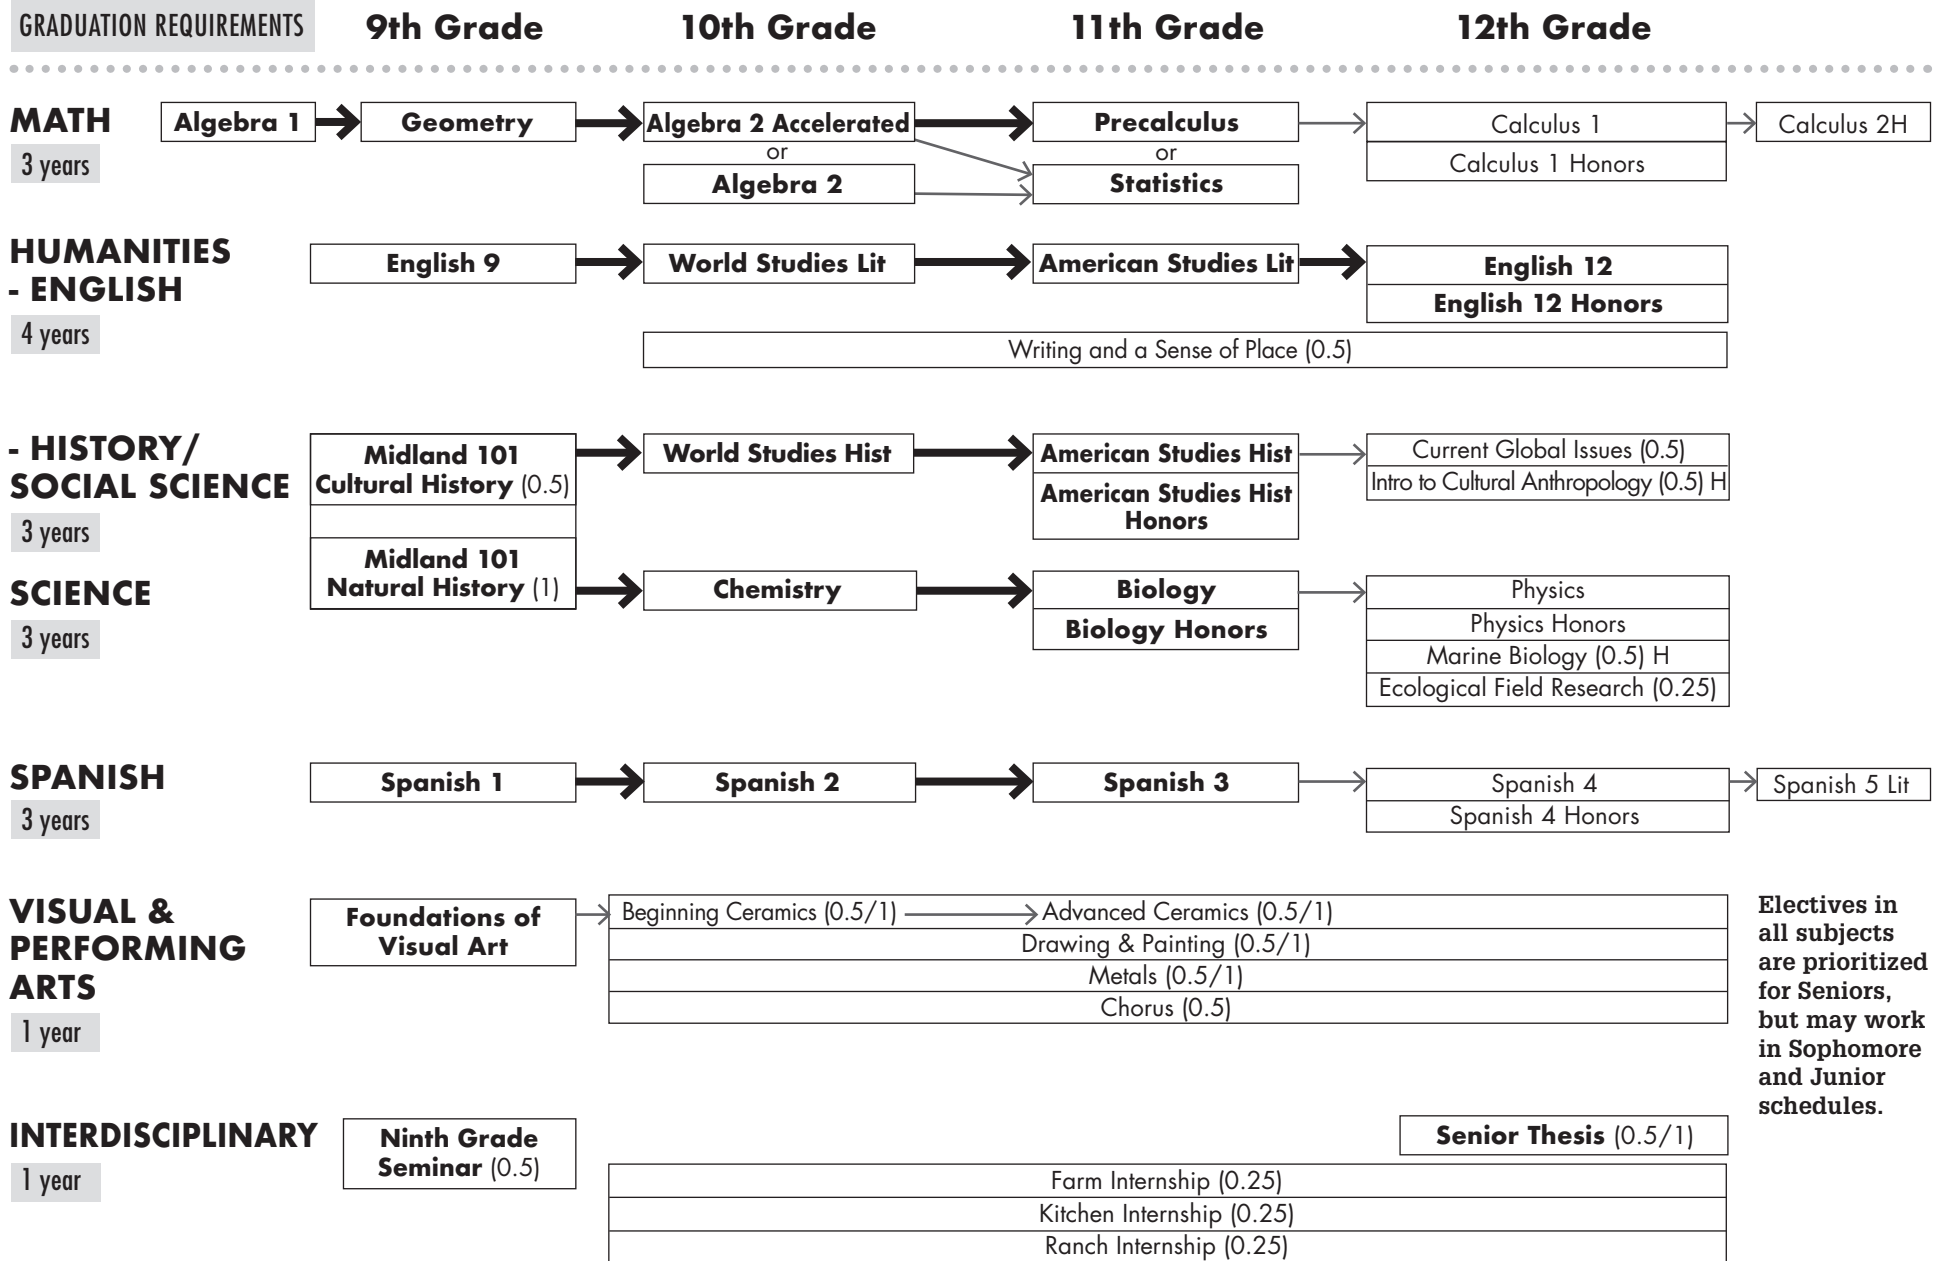 GRADUATION REQUIREMENTS
9th Grade
10th Grade
11th Grade
12th Grade
MATH
3 years
Algebra 1
Geometry
Algebra 2 Accelerated
or
Algebra 2
Precalculus
or
Statistics
Calculus 1
Calculus 1 Honors
Calculus 2H
HUMANITIES
- ENGLISH
4 years
English 9
World Studies Lit
American Studies Lit
English 12
English 12 Honors
Writing and a Sense of Place (0.5)
- HISTORY/
SOCIAL SCIENCE
3 years
Midland 101
Cultural History (0.5)
World Studies Hist
American Studies Hist
American Studies Hist
Honors
Current Global Issues (0.5)
Intro to Cultural Anthropology (0.5) H
SCIENCE
3 years
Midland 101
Natural History (1)
Chemistry
Biology
Biology Honors
Physics
Physics Honors
Marine Biology (0.5) H
Ecological Field Research (0.25)
SPANISH
3 years
Spanish 1
Spanish 2
Spanish 3
Spanish 4
Spanish 4 Honors
Spanish 5 Lit
VISUAL &
PERFORMING
ARTS
1 year
Foundations of
Visual Art
Beginning Ceramics (0.5/1)
Advanced Ceramics (0.5/1)
Drawing & Painting (0.5/1)
Metals (0.5/1)
Chorus (0.5)
Electives in
all subjects
are prioritized
for Seniors,
but may work
in Sophomore
and Junior
schedules.
INTERDISCIPLINARY
1 year
Ninth Grade
Seminar (0.5)
Senior Thesis (0.5/1)
Farm Internship (0.25)
Kitchen Internship (0.25)
Ranch Internship (0.25)